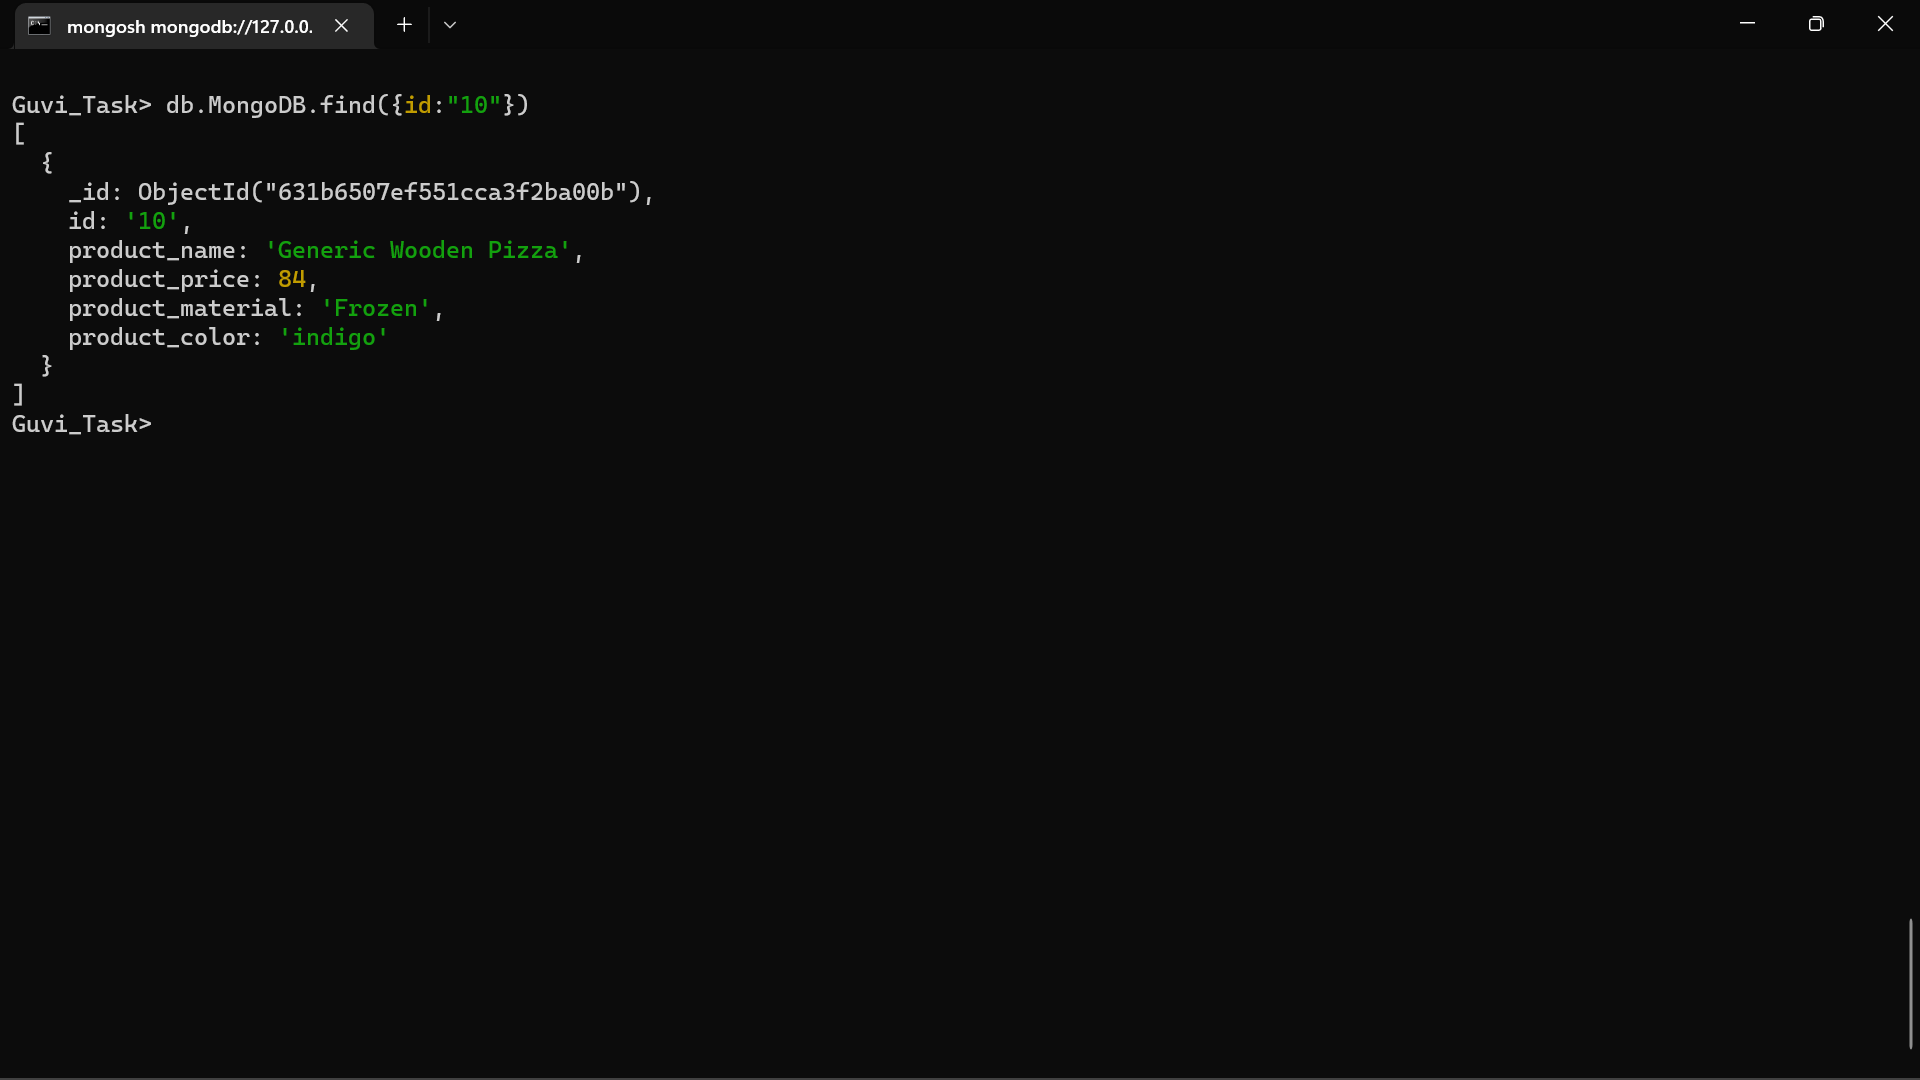 mongosh mongodb://127.0.0.
Guvi_Task> db.MongoDB.find({id:"10"})
[
  {
    _id: ObjectId("631b6507ef551cca3f2ba00b"),
    id: '10',
    product_name: 'Generic Wooden Pizza',
    product_price: 84,
    product_material: 'Frozen',
    product_color: 'indigo'
  }
]
Guvi_Task>